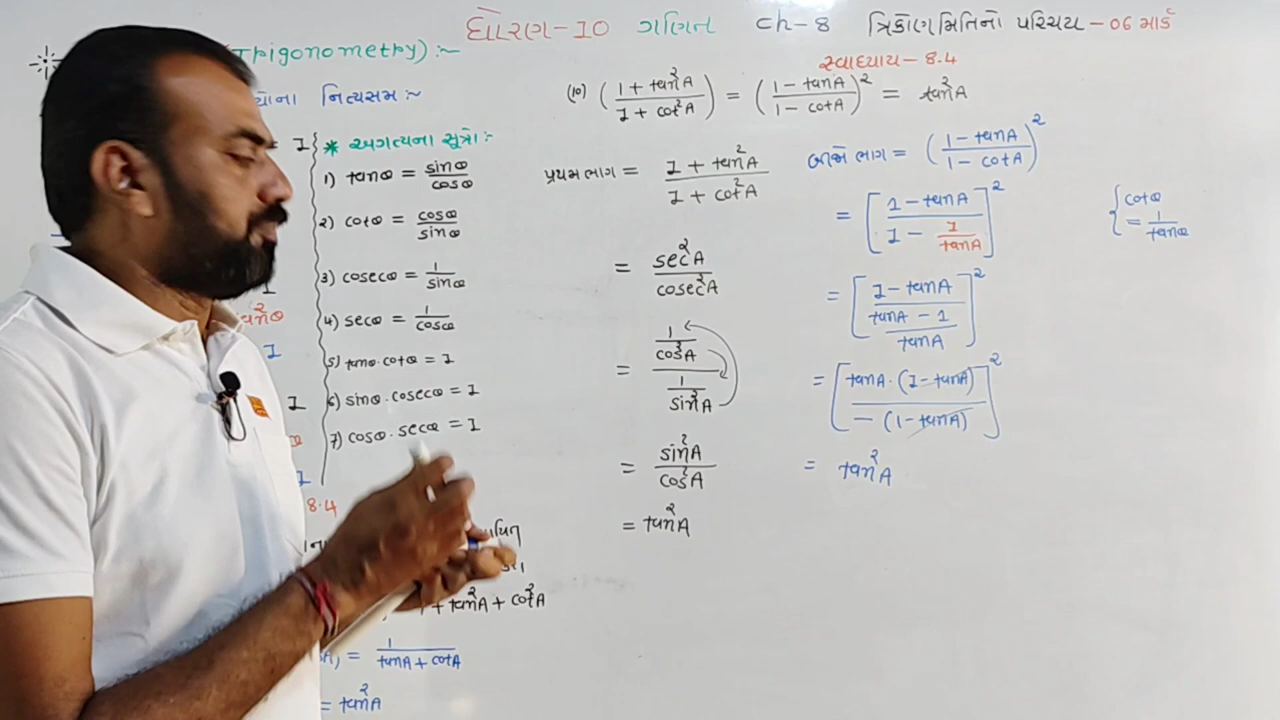 ધોરણ-10 ગણિત ch-8 ત્રિકોણમિતિનો પરિચય - 06 માર્ક
(Trigonometry) :~
સ્વાધ્યાય - 8.4
નિત્યસમ :~
* અગત્યના સૂત્રો :-
1) tanθ = sinθ/cosθ
2) cotθ = cosθ/sinθ
3) cosecθ = 1/sinθ
4) secθ = 1/cosθ
5) tanθ·cotθ = 1
6) sinθ·cosecθ = 1
7) cosθ·secθ = 1
8.4
1 + tan²A + cot²A
= 1/(tanA + cotA)
= tan²A
(10) ((1 + tan²A)/(1 + cot²A)) = ((1 - tanA)/(1 - cotA))² = tan²A
પ્રથમ ભાગ = (1 + tan²A)/(1 + cot²A)
= sec²A/cosec²A
= (1/cos²A)/(1/sin²A)
= sin²A/cos²A
= tan²A
બીજો ભાગ = ((1 - tanA)/(1 - cotA))²
= [(1 - tanA)/(1 - 1/tanA)]²
{cotθ = 1/tanθ
= [(1 - tanA)/((tanA - 1)/tanA)]²
= [tanA·(1 - tanA)/-(1 - tanA)]²
= tan²A